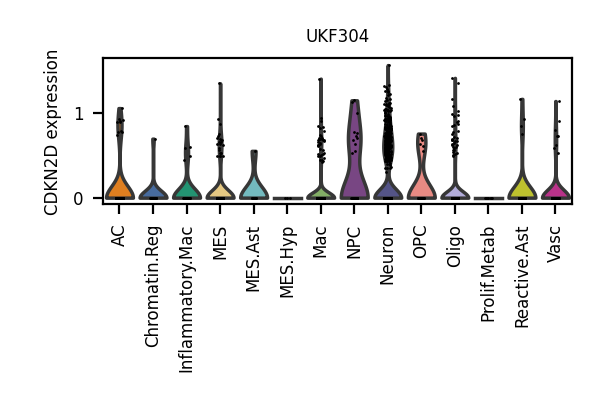 UKF304
CDKN2D expression
1
0
AC
Chromatin.Reg
Inflammatory.Mac
MES
MES.Ast
MES.Hyp
Mac
NPC
Neuron
OPC
Oligo
Prolif.Metab
Reactive.Ast
Vasc